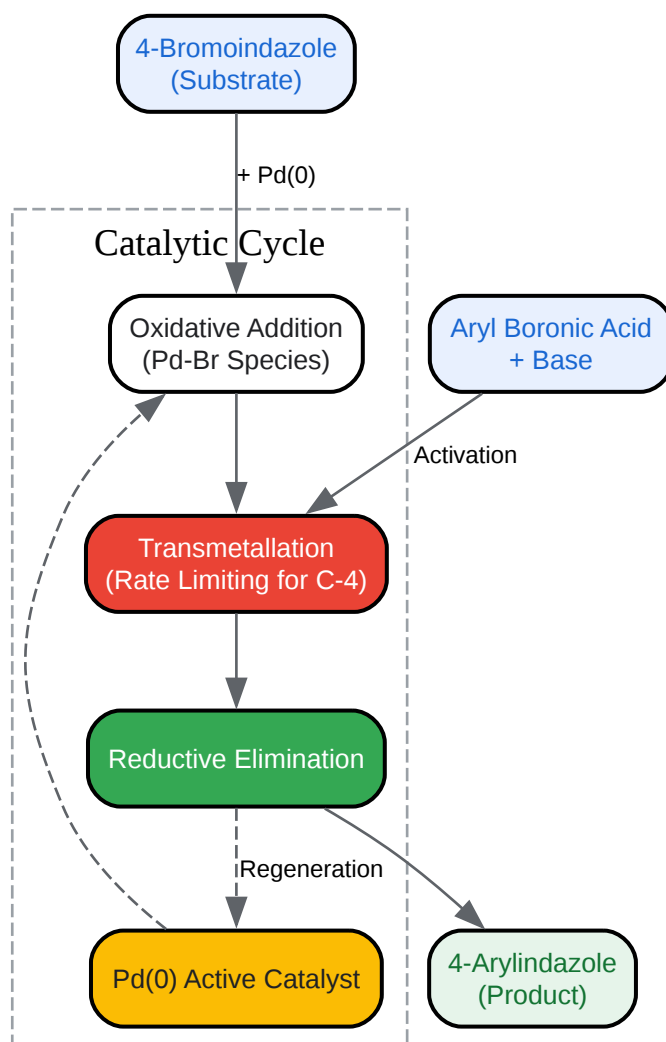 4-Bromoindazole
(Substrate)
+ Pd(0)
Catalytic Cycle
Oxidative Addition
(Pd-Br Species)
Aryl Boronic Acid
+ Base
Activation
Transmetallation
(Rate Limiting for C-4)
Reductive Elimination
Regeneration
Pd(0) Active Catalyst
4-Arylindazole
(Product)